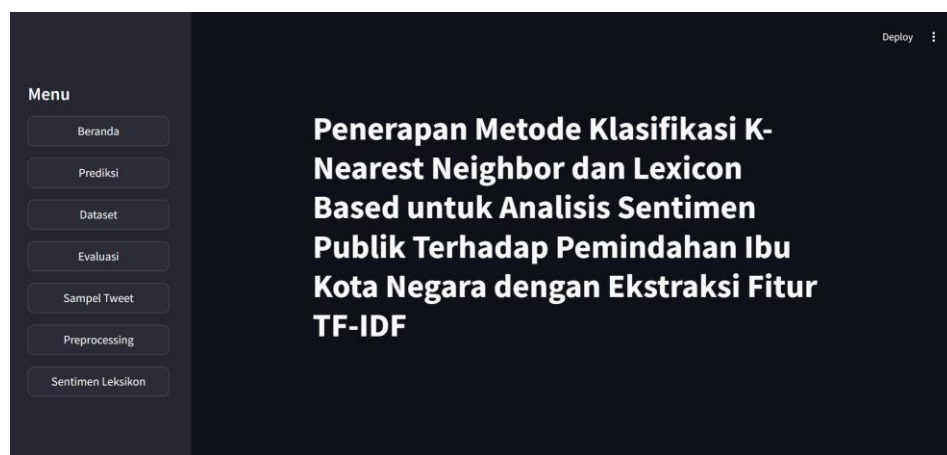 Deploy
Menu
Beranda
Prediksi
Dataset
Evaluasi
Sampel Tweet
Preprocessing
Sentimen Leksikon
Penerapan Metode Klasifikasi K-
Nearest Neighbor dan Lexicon
Based untuk Analisis Sentimen
Publik Terhadap Pemindahan Ibu
Kota Negara dengan Ekstraksi Fitur
TF-IDF